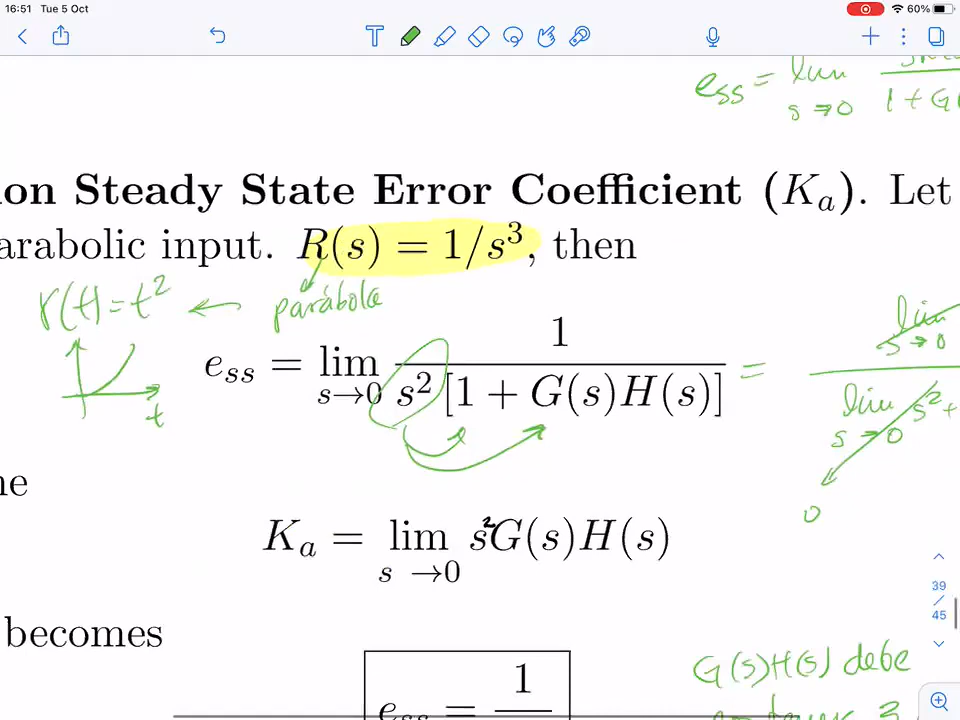 16:51 Tue 5 Oct
60%
ess = lim
s→0
1 + G(
ion Steady State Error Coefficient (Ka). Let
arabolic input. R(s) = 1/s³, then
r(t) = t² ← parábola
t
ess = lim s→0 1 / s² [1 + G(s)H(s)] =
lim
s→0
lim s² +
s→0
0
ne
Ka = lim s →0 s²G(s)H(s)
39
/
45
becomes
G(s)H(s) debe
ess = 1